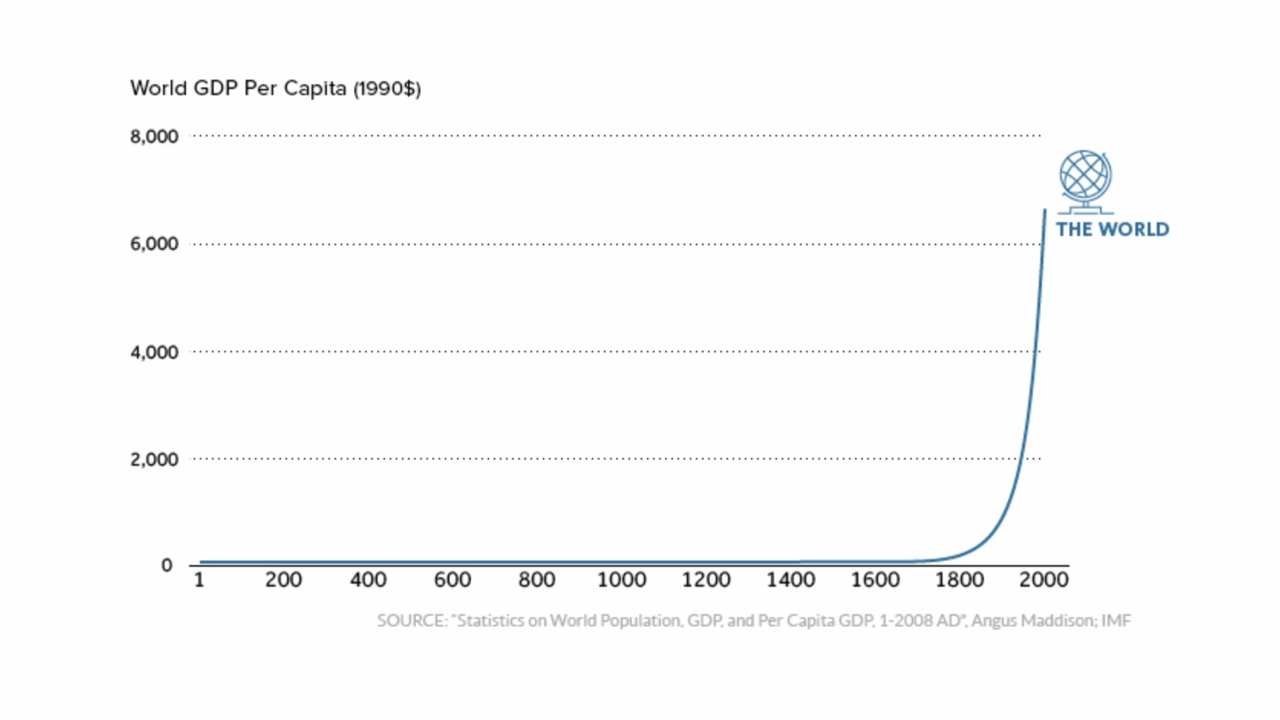 World GDP Per Capita (1990$)
8,000
6,000
THE WORLD
4,000
2,000
0
1 200 400 600 800 1000 1200 1400 1600 1800 2000
SOURCE: "Statistics on World Population, GDP, and Per Capita GDP, 1-2008 AD", Angus Maddison; IMF